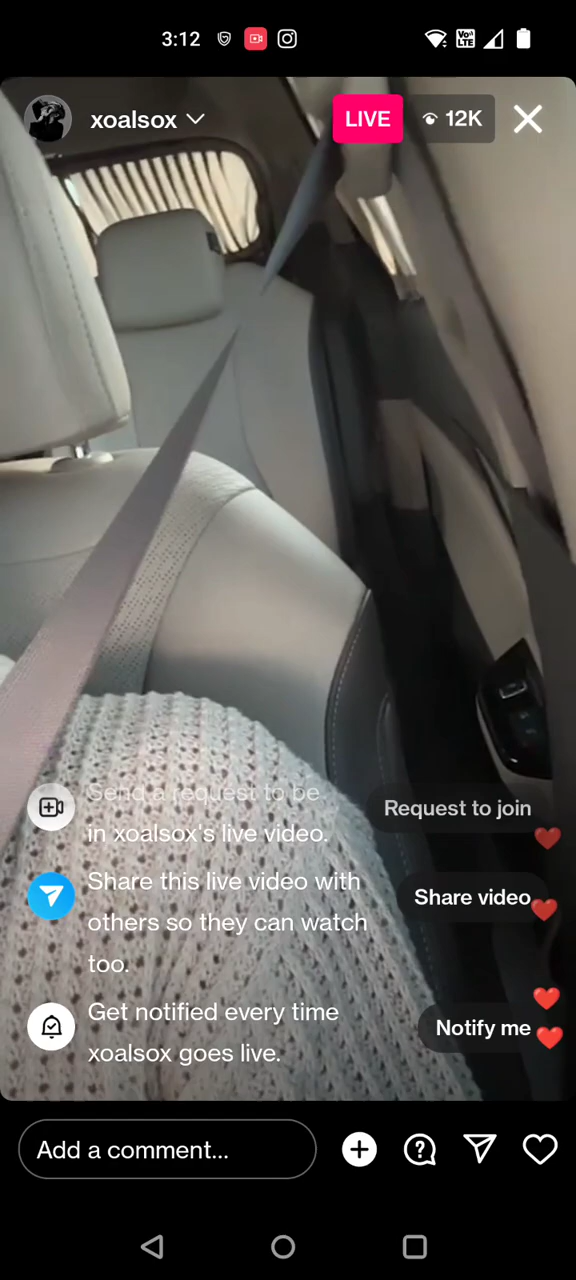 3:12
Vo
LTE
xoalsox
LIVE
12K
Send a request to be
in xoalsox's live video.
Request to join
Share this live video with
others so they can watch
too.
Share video
Get notified every time
xoalsox goes live.
Notify me
Add a comment...